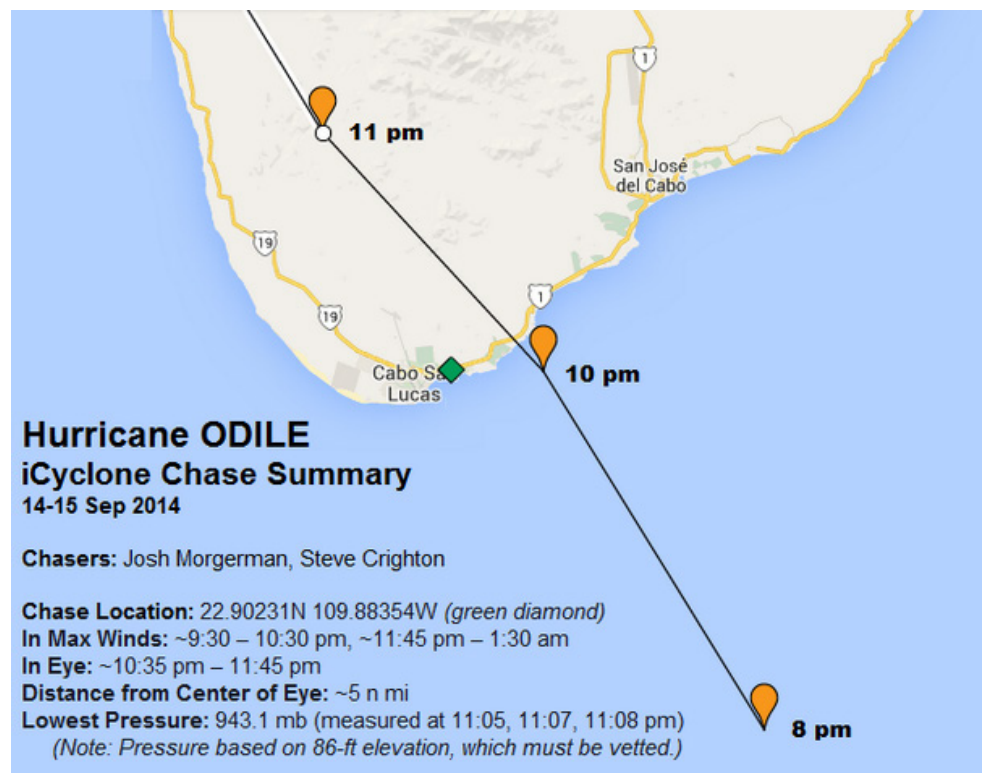 1
11 pm
San José
del Cabo
19
1
19
10 pm
Cabo Sa
Lucas
Hurricane ODILE
iCyclone Chase Summary
14-15 Sep 2014
Chasers: Josh Morgerman, Steve Crighton
Chase Location: 22.90231N 109.88354W (green diamond)
In Max Winds: ~9:30 – 10:30 pm, ~11:45 pm – 1:30 am
In Eye: ~10:35 pm – 11:45 pm
Distance from Center of Eye: ~5 n mi
Lowest Pressure: 943.1 mb (measured at 11:05, 11:07, 11:08 pm)
(Note: Pressure based on 86-ft elevation, which must be vetted.)
8 pm